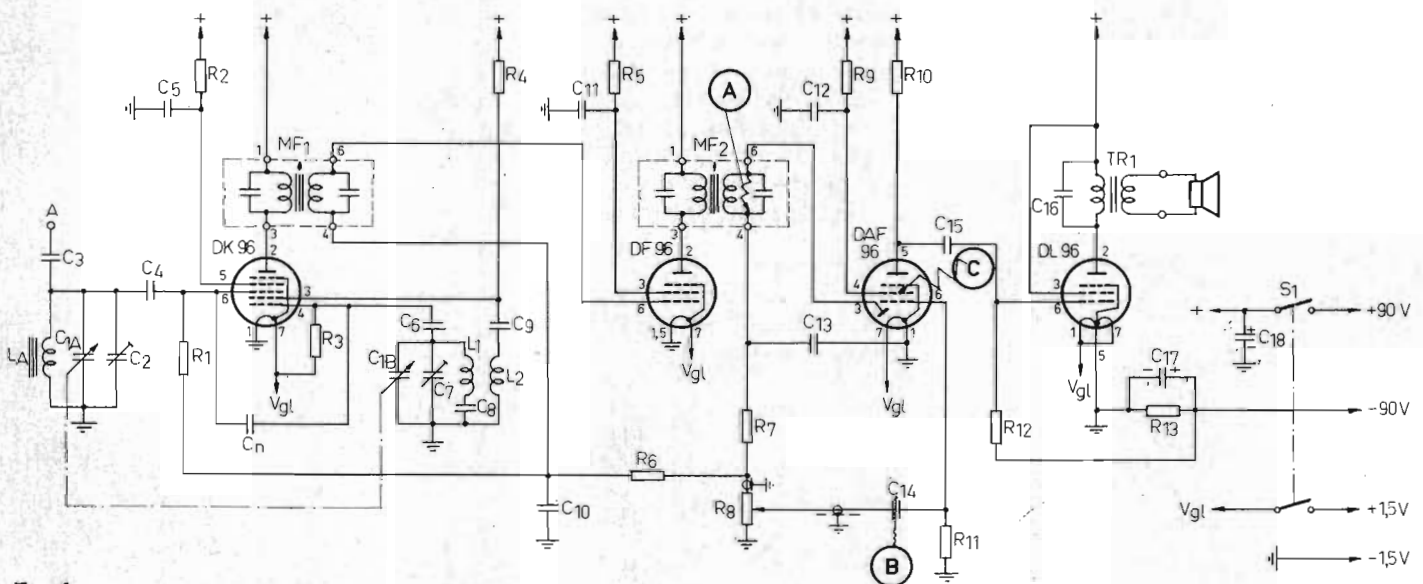 + + + + + + + +
R2 R4 R5 R9 R10
C5 C11 C12
A
MF1 MF2 TR1
1 6 1 6
C16
3 4 3 4
A
C3
DK 96 DF 96 DAF 96 C15 C DL 96
C4
2 2 5 2
5 6 3 4 3 6 4 3 6 3 6
1 7 1,5 7 7 1 1 7 5
S1
+ +90V
C18
LA C1A C2 R1 R3 C6 C9 C13
C1B C7 L1 L2 C8
Vgl Vgl Vgl Vgl
Cn
C17
- +
R13
-90V
R7 R12
R6
C10 R8 C14 R11
B
Vgl +1,5V
-1,5V